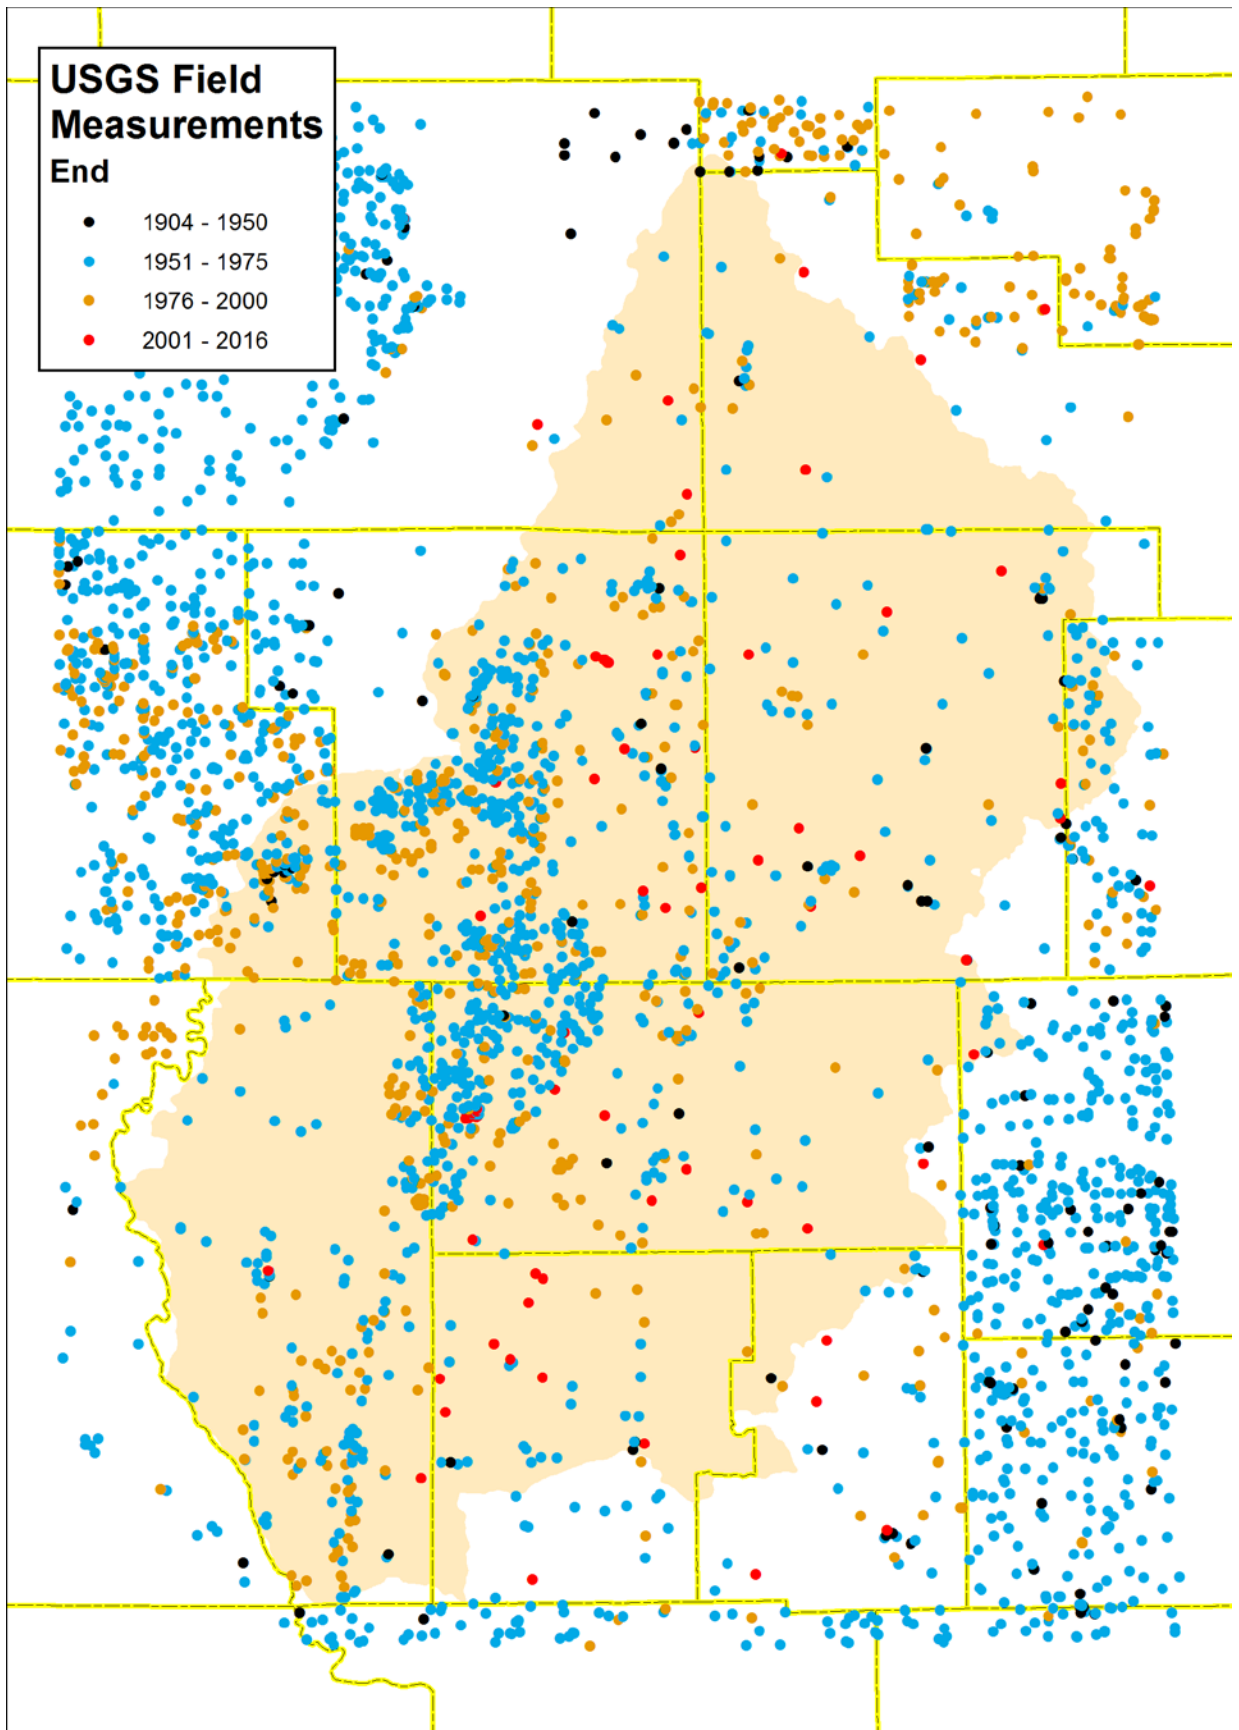 USGS Field
Measurements
End
1904 - 1950
1951 - 1975
1976 - 2000
2001 - 2016